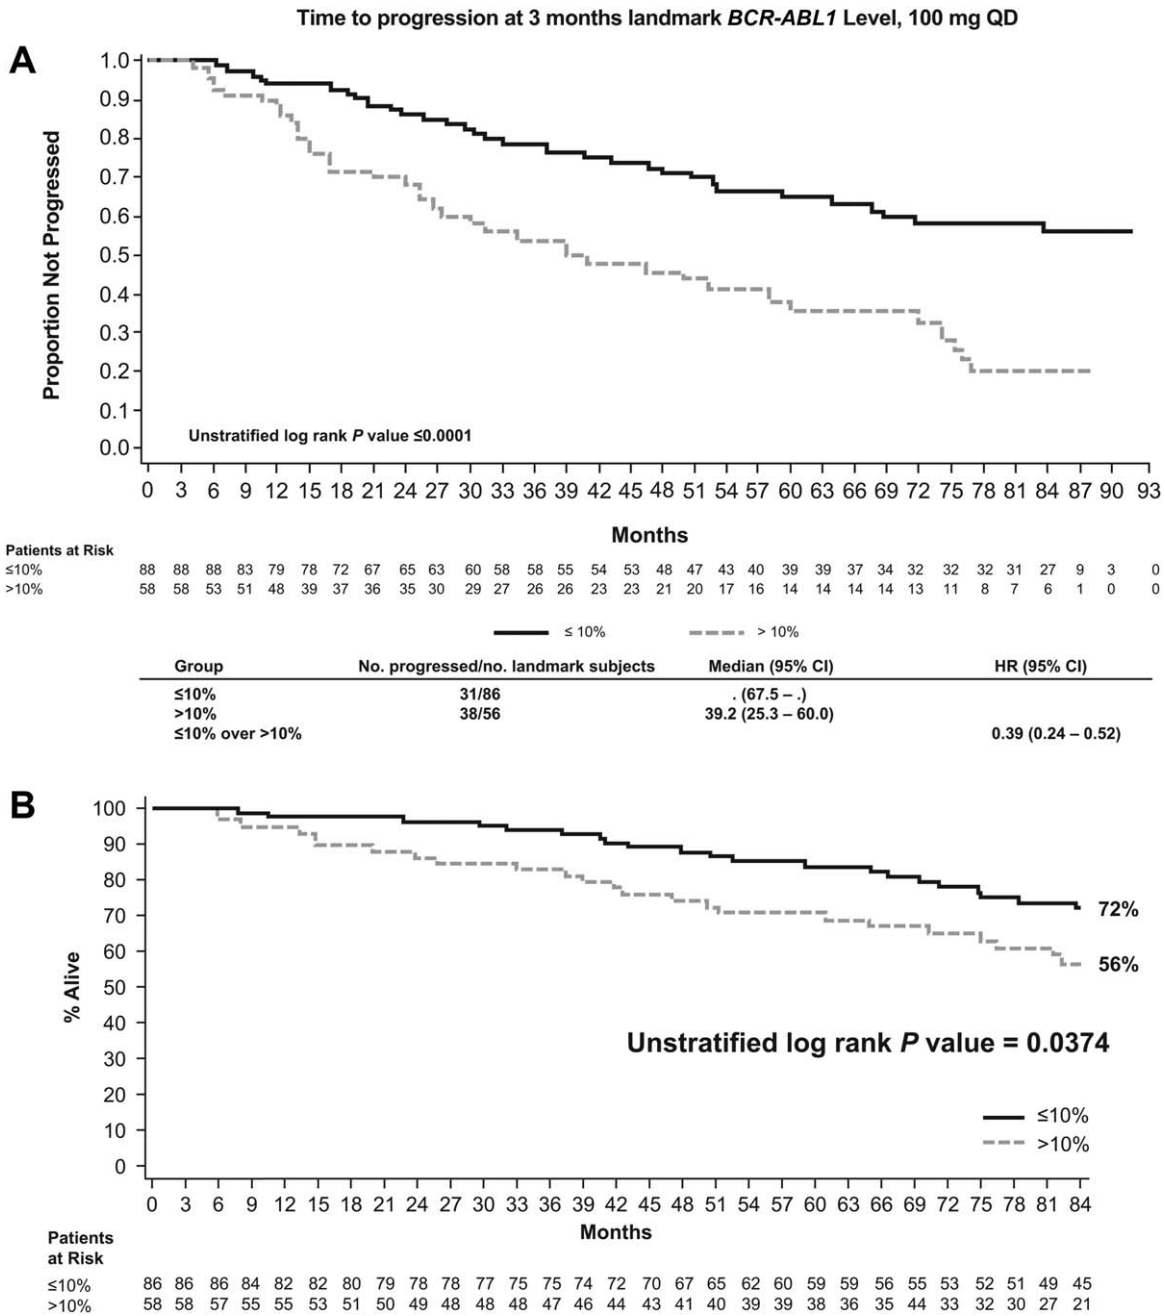 Time to progression at 3 months landmark BCR-ABL1 Level, 100 mg QD
A
Proportion Not Progressed
1.0
0.9
0.8
0.7
0.6
0.5
0.4
0.3
0.2
0.1
0.0
Unstratified log rank P value ≤0.0001
0 3 6 9 12 15 18 21 24 27 30 33 36 39 42 45 48 51 54 57 60 63 66 69 72 75 78 81 84 87 90 93
Months
Patients at Risk
≤10% 88 88 88 83 79 78 72 67 65 63 60 58 58 55 54 53 48 47 43 40 39 39 37 34 32 32 32 31 27 9 3 0
>10% 58 58 53 51 48 39 37 36 35 30 29 27 26 26 23 23 21 20 17 16 14 14 14 14 13 11 8 7 6 1 0 0
≤ 10% > 10%
Group No. progressed/no. landmark subjects Median (95% CI) HR (95% CI)
≤10% 31/86 . (67.5 – .)
>10% 38/56 39.2 (25.3 – 60.0)
≤10% over >10% 0.39 (0.24 – 0.52)
B
% Alive
100
90
80
70
60
50
40
30
20
10
0
72%
56%
Unstratified log rank P value = 0.0374
≤10%
>10%
0 3 6 9 12 15 18 21 24 27 30 33 36 39 42 45 48 51 54 57 60 63 66 69 72 75 78 81 84
Months
Patients
at Risk
≤10% 86 86 86 84 82 82 80 79 78 78 77 75 75 74 72 70 67 65 62 60 59 59 56 55 53 52 51 49 45
>10% 58 58 57 55 55 53 51 50 49 48 48 48 47 46 44 43 41 40 39 39 38 36 35 44 33 32 30 27 21